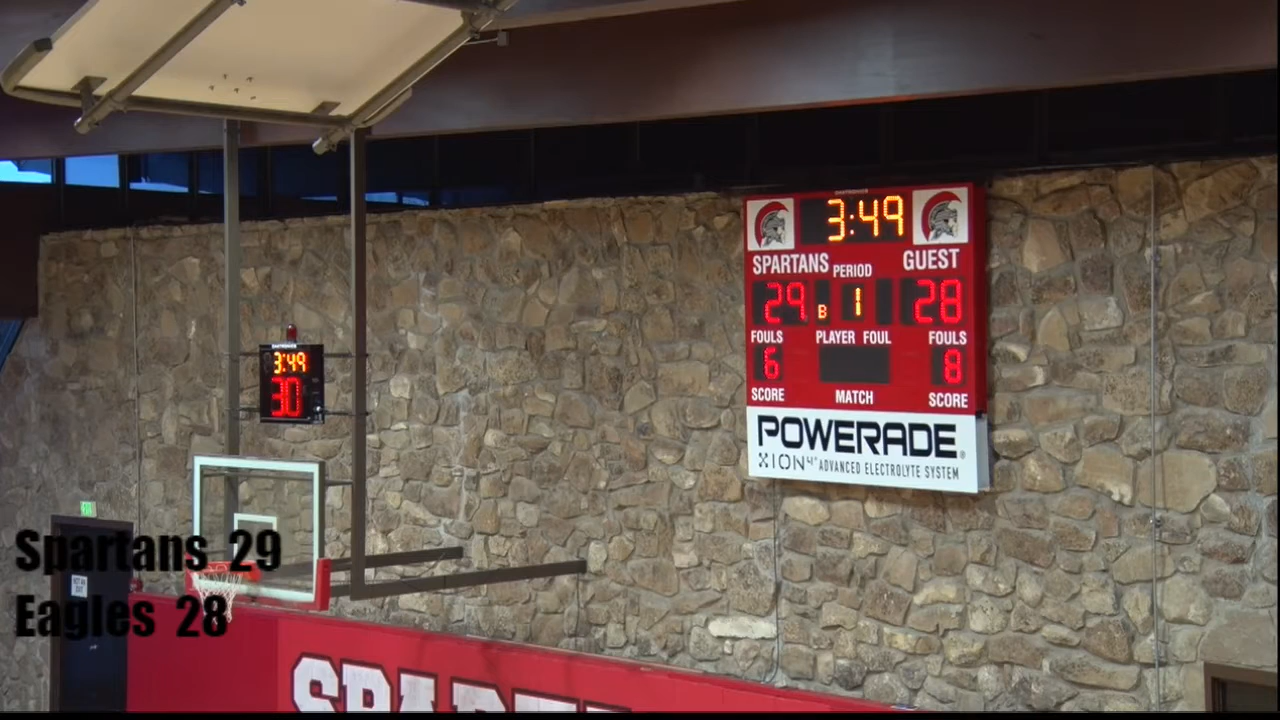 3:49
SPARTANS PERIOD GUEST
29 B 1 28
FOULS PLAYER FOUL FOULS
6 8
SCORE MATCH SCORE
POWERADE
ION4 ADVANCED ELECTROLYTE SYSTEM
3:49
30
Spartans 29
Eagles 28